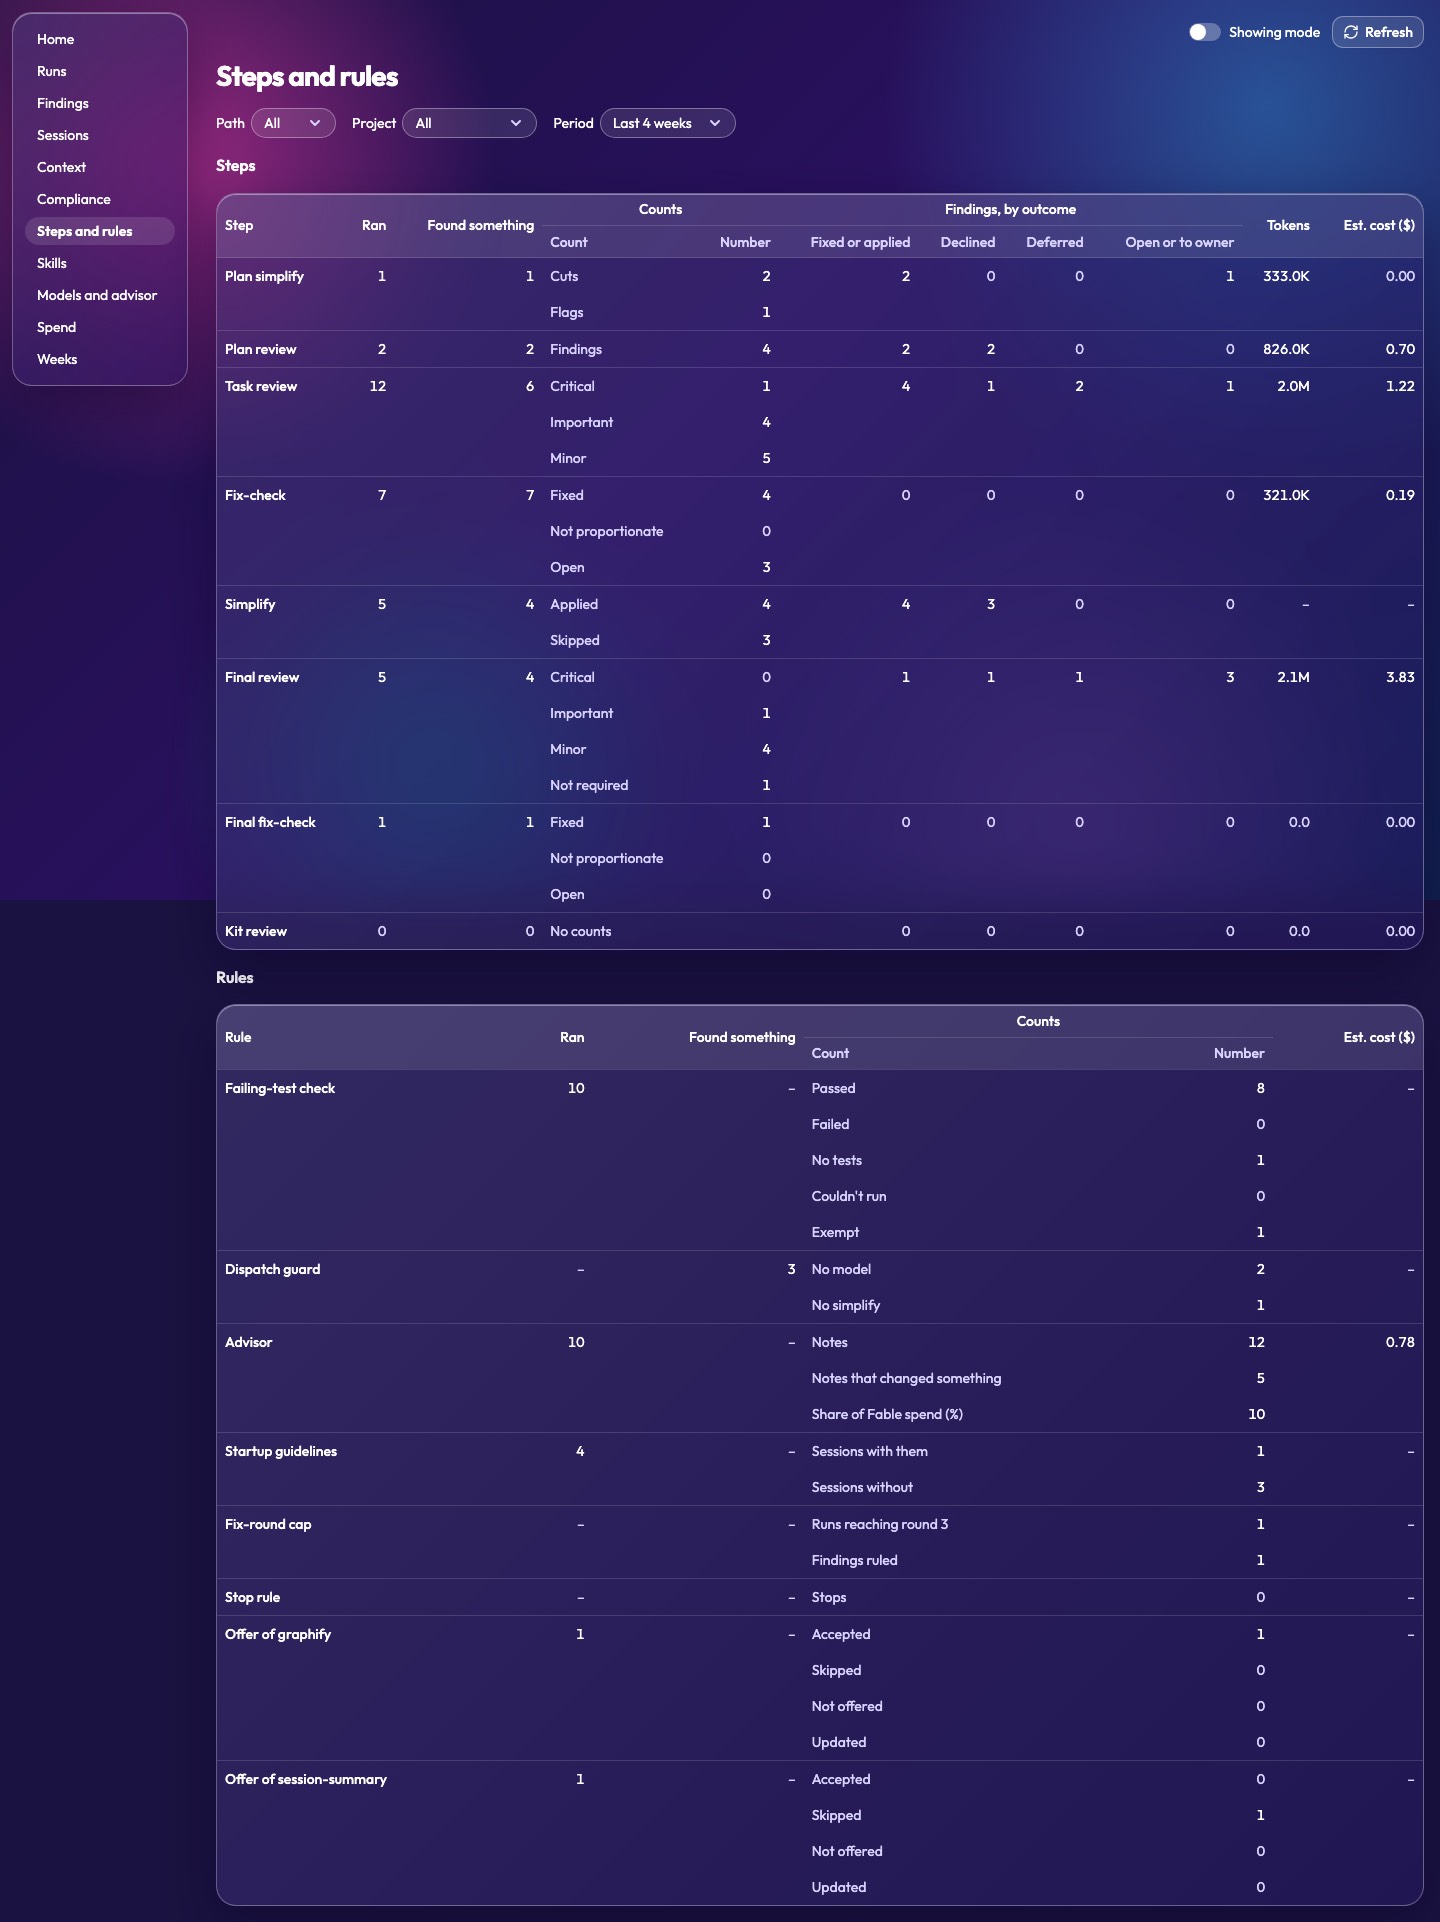 Home
Runs
Findings
Sessions
Context
Compliance
Steps and rules
Skills
Models and advisor
Spend
Weeks
Showing mode Refresh
Steps and rules
Path All Project All Period Last 4 weeks
Steps
Counts Findings, by outcome
Step Ran Found something Tokens Est. cost ($)
Count Number Fixed or applied Declined Deferred Open or to owner
Plan simplify 1 1 Cuts 2 2 0 0 1 333.0K 0.00
Flags 1
Plan review 2 2 Findings 4 2 2 0 0 826.0K 0.70
Task review 12 6 Critical 1 4 1 2 1 2.0M 1.22
Important 4
Minor 5
Fix-check 7 7 Fixed 4 0 0 0 0 321.0K 0.19
Not proportionate 0
Open 3
Simplify 5 4 Applied 4 4 3 0 0 – –
Skipped 3
Final review 5 4 Critical 0 1 1 1 3 2.1M 3.83
Important 1
Minor 4
Not required 1
Final fix-check 1 1 Fixed 1 0 0 0 0 0.0 0.00
Not proportionate 0
Open 0
Kit review 0 0 No counts 0 0 0 0 0.0 0.00
Rules
Counts
Rule Ran Found something Est. cost ($)
Count Number
Failing-test check 10 – Passed 8 –
Failed 0
No tests 1
Couldn't run 0
Exempt 1
Dispatch guard – 3 No model 2 –
No simplify 1
Advisor 10 – Notes 12 0.78
Notes that changed something 5
Share of Fable spend (%) 10
Startup guidelines 4 – Sessions with them 1 –
Sessions without 3
Fix-round cap – – Runs reaching round 3 1 –
Findings ruled 1
Stop rule – – Stops 0 –
Offer of graphify 1 – Accepted 1 –
Skipped 0
Not offered 0
Updated 0
Offer of session-summary 1 – Accepted 0 –
Skipped 1
Not offered 0
Updated 0